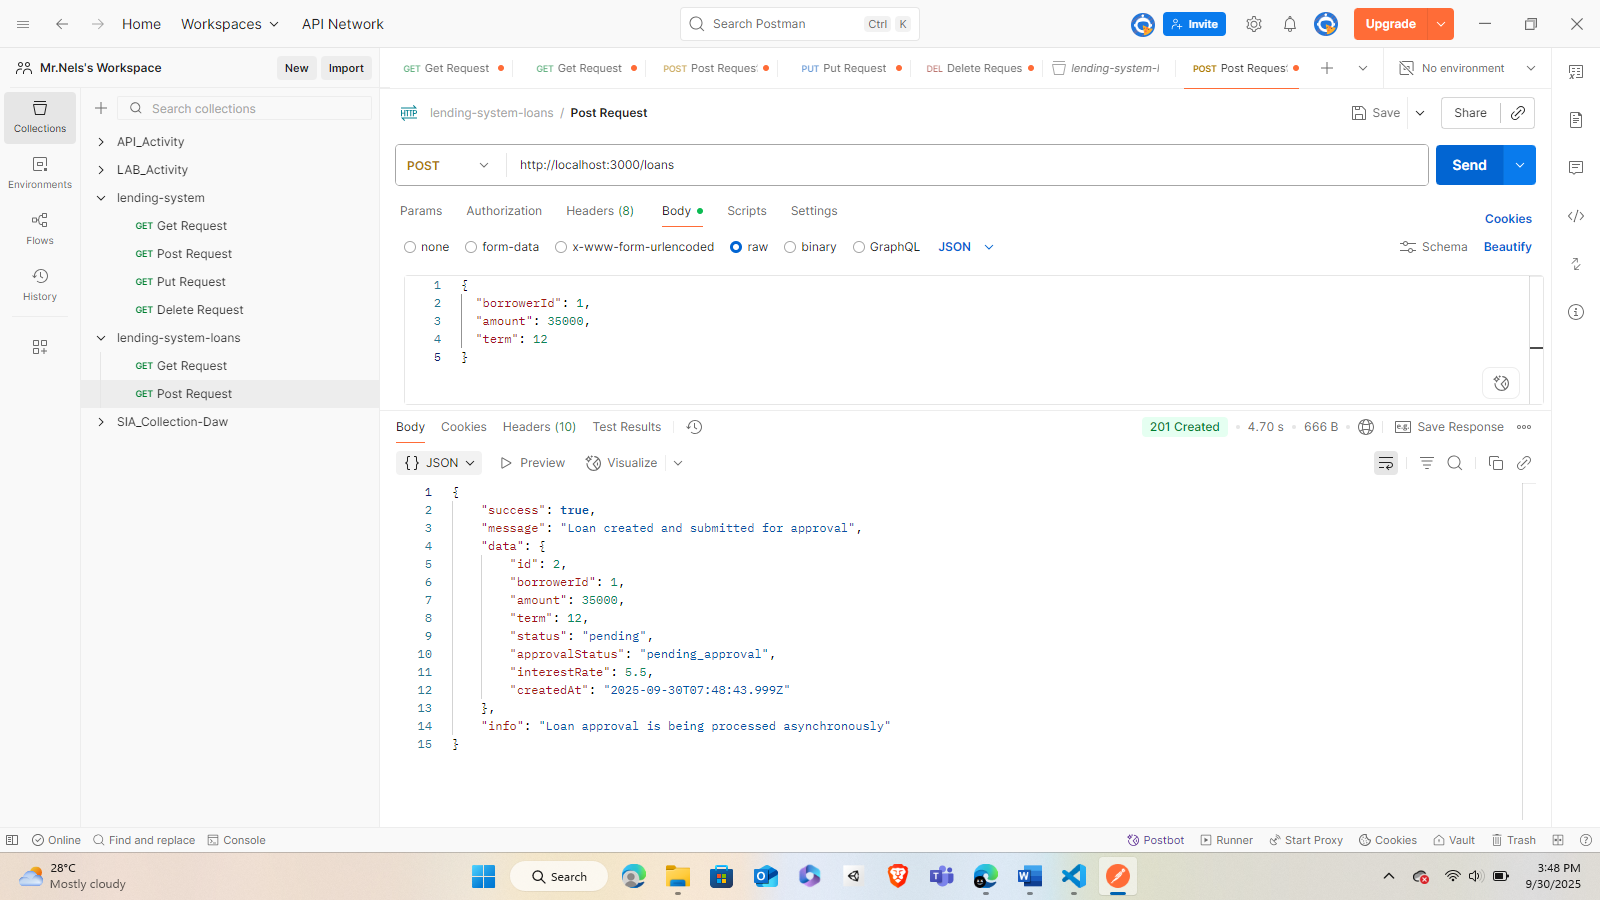 Home
Workspaces
API Network
Search Postman
Ctrl K
Invite
Upgrade
Mr.Nels's Workspace
New
Import
GET Get Request
GET Get Request
POST Post Reques
PUT Put Request
DEL Delete Reques
lending-system-l
POST Post Reques
No environment
Collections
Environments
Flows
History
Search collections
API_Activity
LAB_Activity
lending-system
GET Get Request
GET Post Request
GET Put Request
GET Delete Request
lending-system-loans
GET Get Request
GET Post Request
SIA_Collection-Daw
HTTP lending-system-loans / Post Request
Save
Share
POST http://localhost:3000/loans
Send
Params Authorization Headers (8) Body Scripts Settings
Cookies
none form-data x-www-form-urlencoded raw binary GraphQL JSON
Schema Beautify
1 {
2 "borrowerId": 1,
3 "amount": 35000,
4 "term": 12
5 }
Body Cookies Headers (10) Test Results
201 Created • 4.70 s • 666 B
e.g. Save Response
{} JSON Preview Visualize
1 {
2 "success": true,
3 "message": "Loan created and submitted for approval",
4 "data": {
5 "id": 2,
6 "borrowerId": 1,
7 "amount": 35000,
8 "term": 12,
9 "status": "pending",
10 "approvalStatus": "pending_approval",
11 "interestRate": 5.5,
12 "createdAt": "2025-09-30T07:48:43.999Z"
13 },
14 "info": "Loan approval is being processed asynchronously"
15 }
Online Find and replace Console
Postbot Runner Start Proxy Cookies Vault Trash
28°C
Mostly cloudy
Search
3:48 PM
9/30/2025